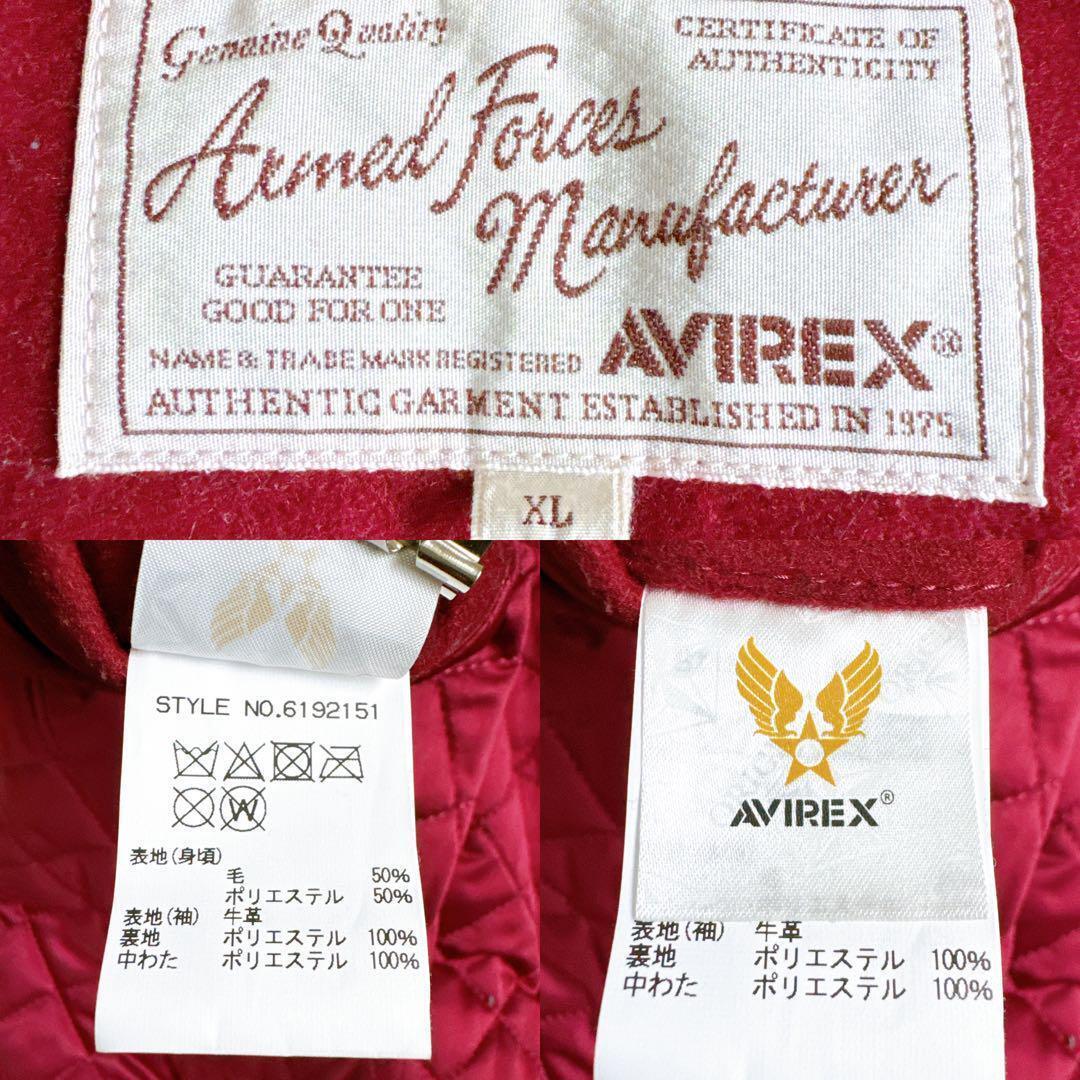 Genuine Quality
CERTIFICATE OF
AUTHENTICITY
Armed Forces
Manufacturer
GUARANTEE
GOOD FOR ONE
NAME & TRADE MARK REGISTERED
AVIREX®
AUTHENTIC GARMENT ESTABLISHED IN 1975
XL
STYLE NO.6192151
W
表地(身頃)
毛 50%
ポリエステル 50%
表地(袖) 牛革
裏地 ポリエステル 100%
中わた ポリエステル 100%
AVIREX®
表地(袖) 牛革
裏地 ポリエステル 100%
中わた ポリエステル 100%